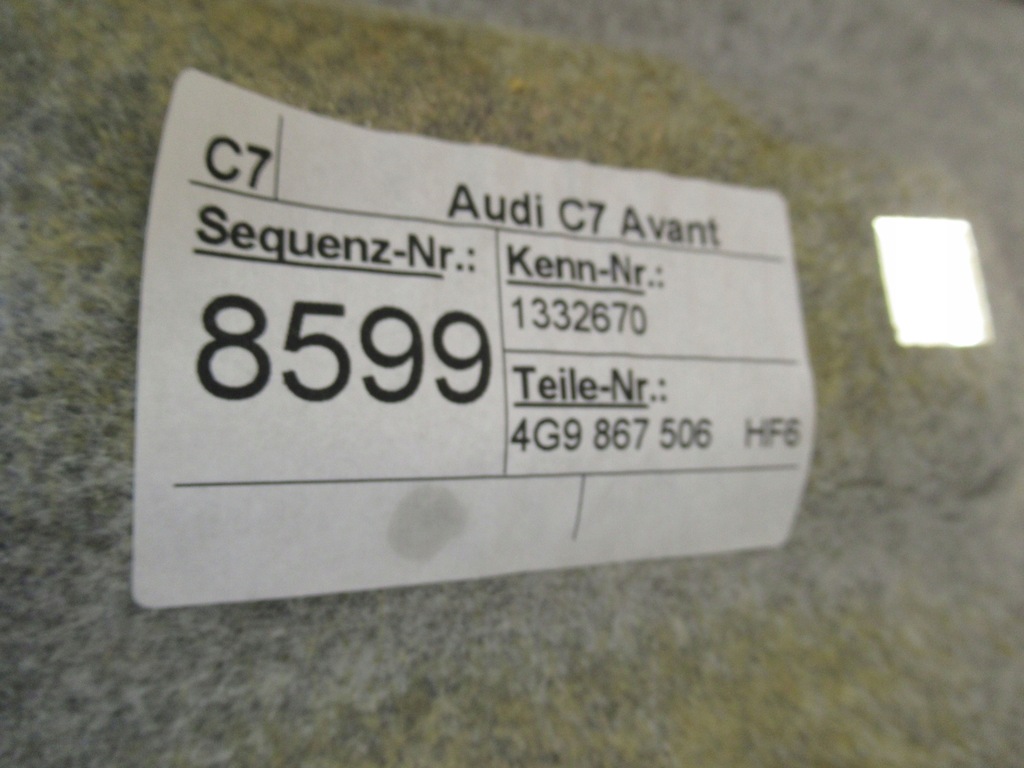 C7
Audi C7 Avant
Sequenz-Nr.:
8599
Kenn-Nr.:
1332670
Teile-Nr.:
4G9 867 506 HF6